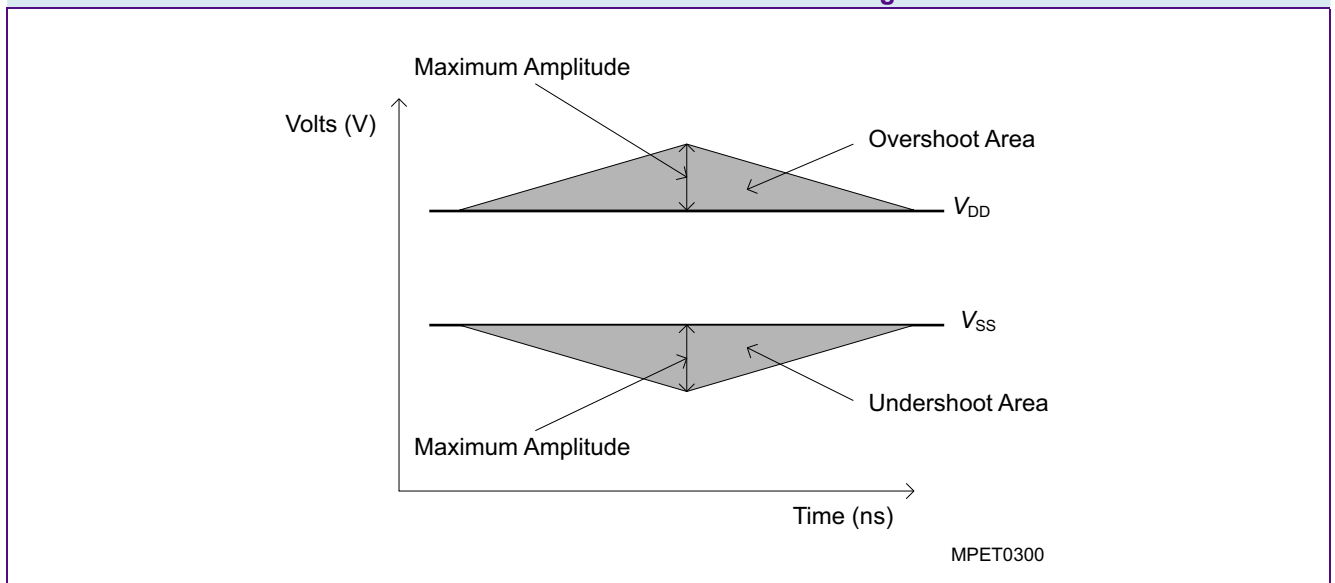 Maximum Amplitude
Volts (V)
Overshoot Area
VDD
VSS
Undershoot Area
Maximum Amplitude
Time (ns)
MPET0300